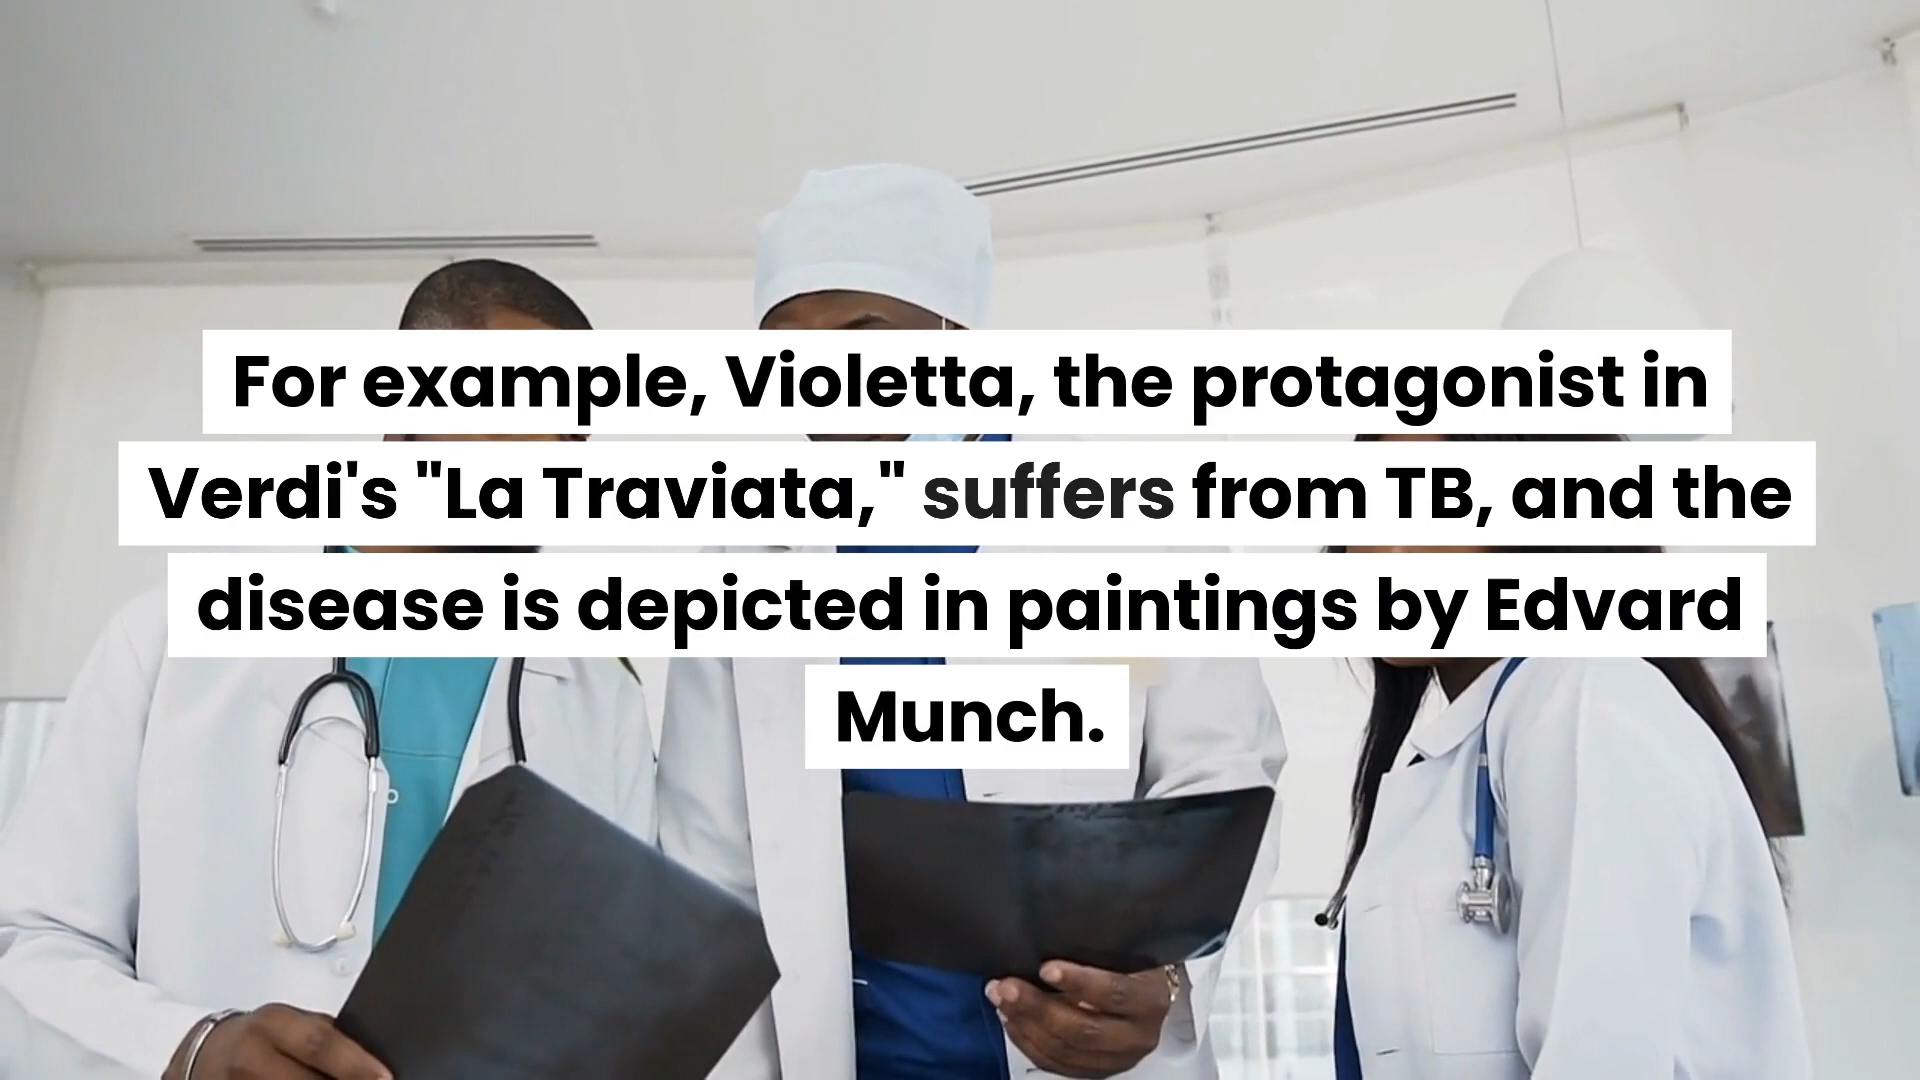 For example, Violetta, the protagonist in
Verdi's "La Traviata," suffers from TB, and the
disease is depicted in paintings by Edvard
Munch.